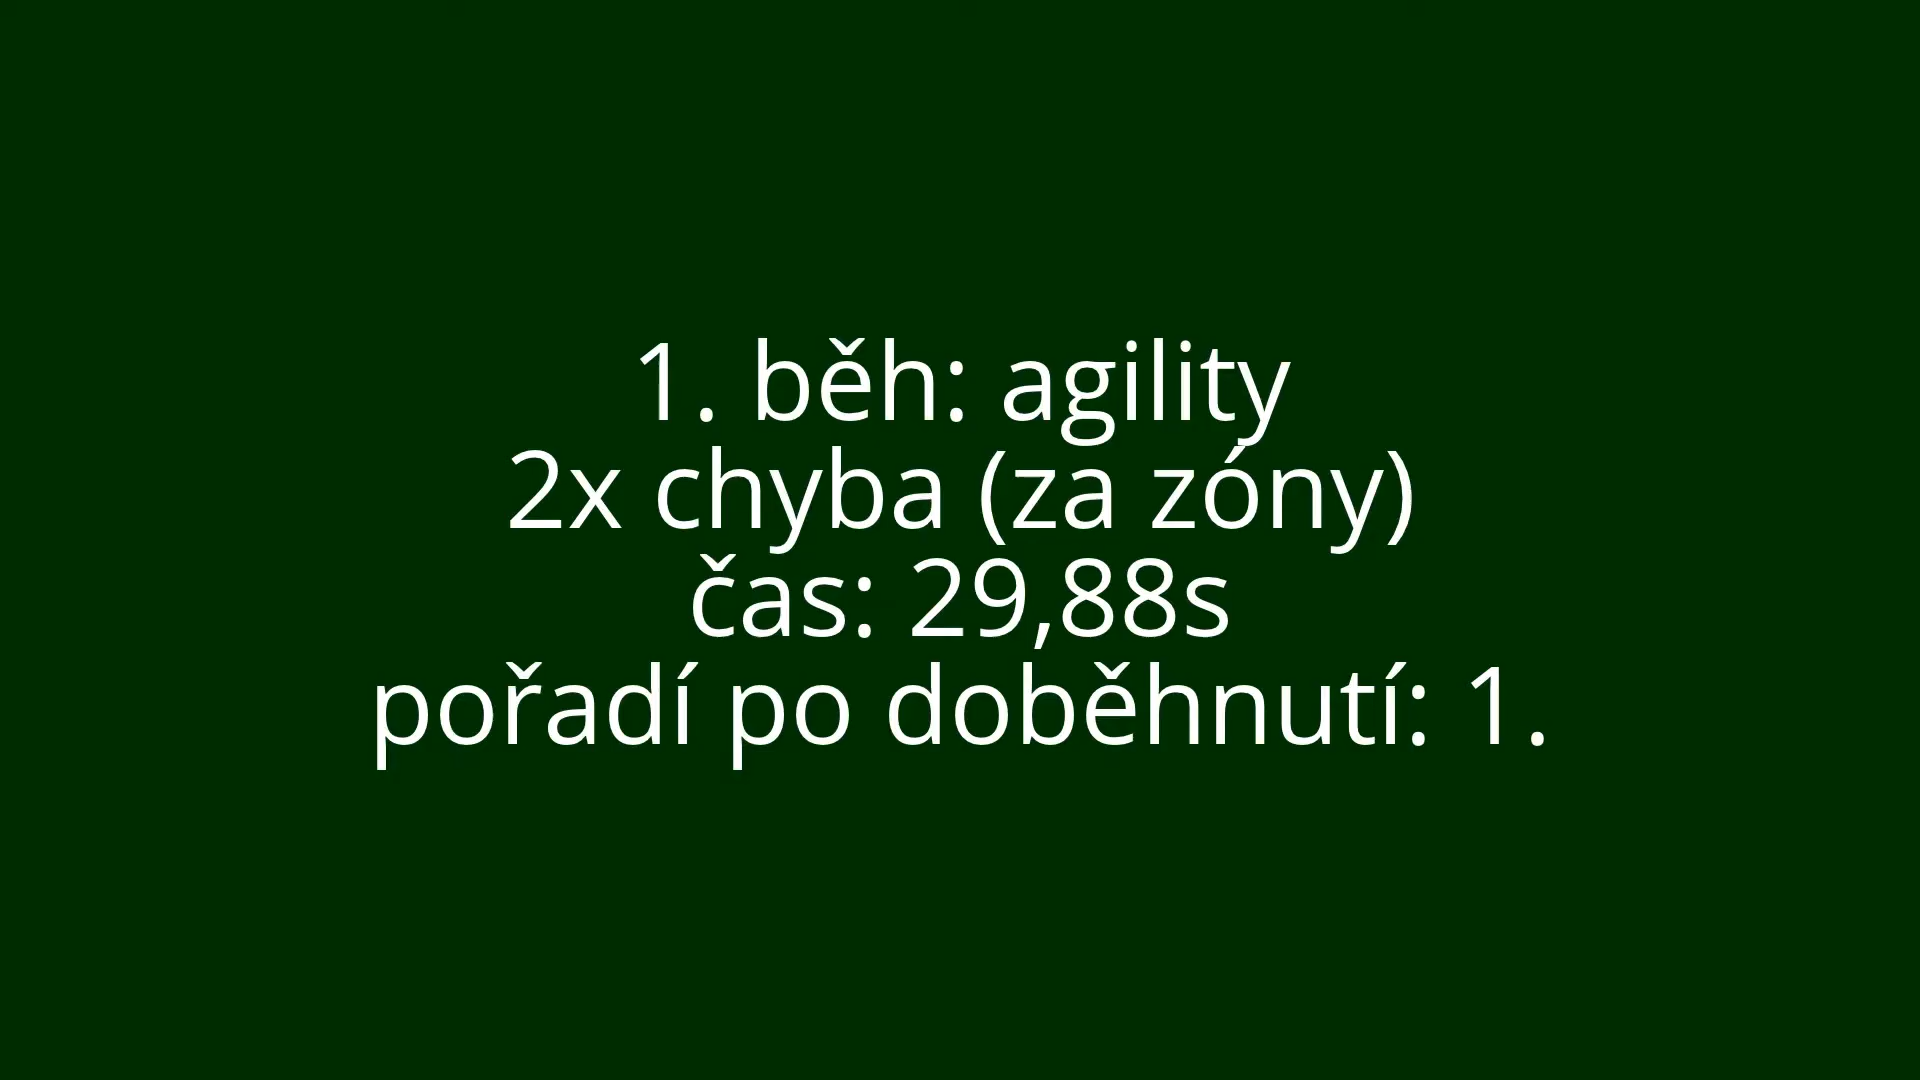 1. běh: agility
2x chyba (za zóny)
čas: 29,88s
pořadí po doběhnutí: 1.